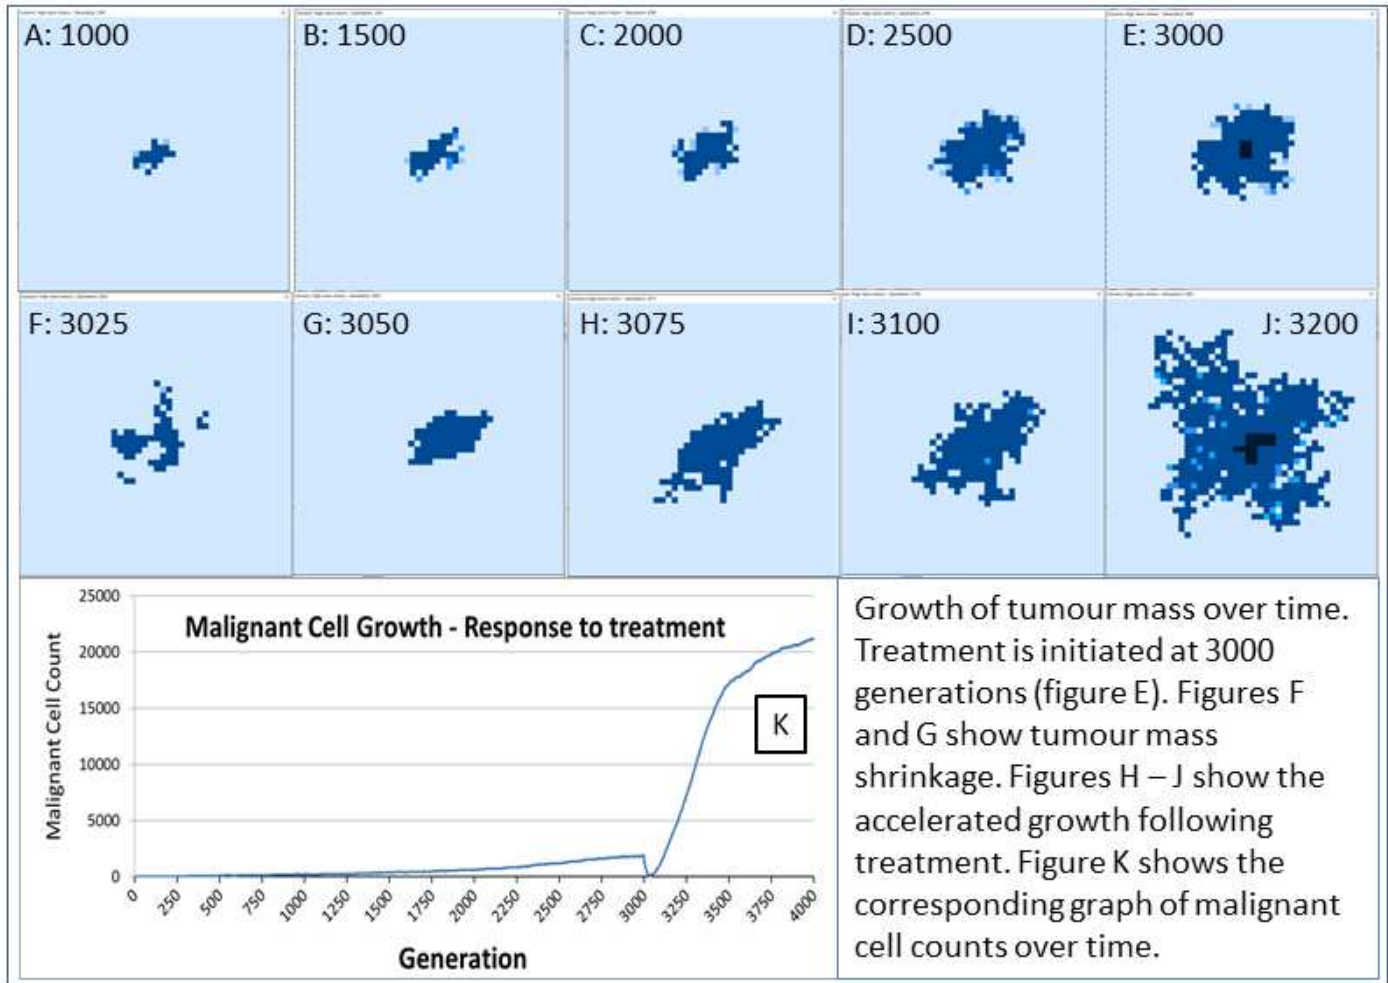 A: 1000
B: 1500
C: 2000
D: 2500
E: 3000
F: 3025
G: 3050
H: 3075
I: 3100
J: 3200
Malignant Cell Growth - Response to treatment
Malignant Cell Count
25000
20000
15000
10000
5000
0
K
0 250 500 750 1000 1250 1500 1750 2000 2250 2500 2750 3000 3250 3500 3750 4000
Generation
Growth of tumour mass over time.
Treatment is initiated at 3000
generations (figure E). Figures F
and G show tumour mass
shrinkage. Figures H – J show the
accelerated growth following
treatment. Figure K shows the
corresponding graph of malignant
cell counts over time.